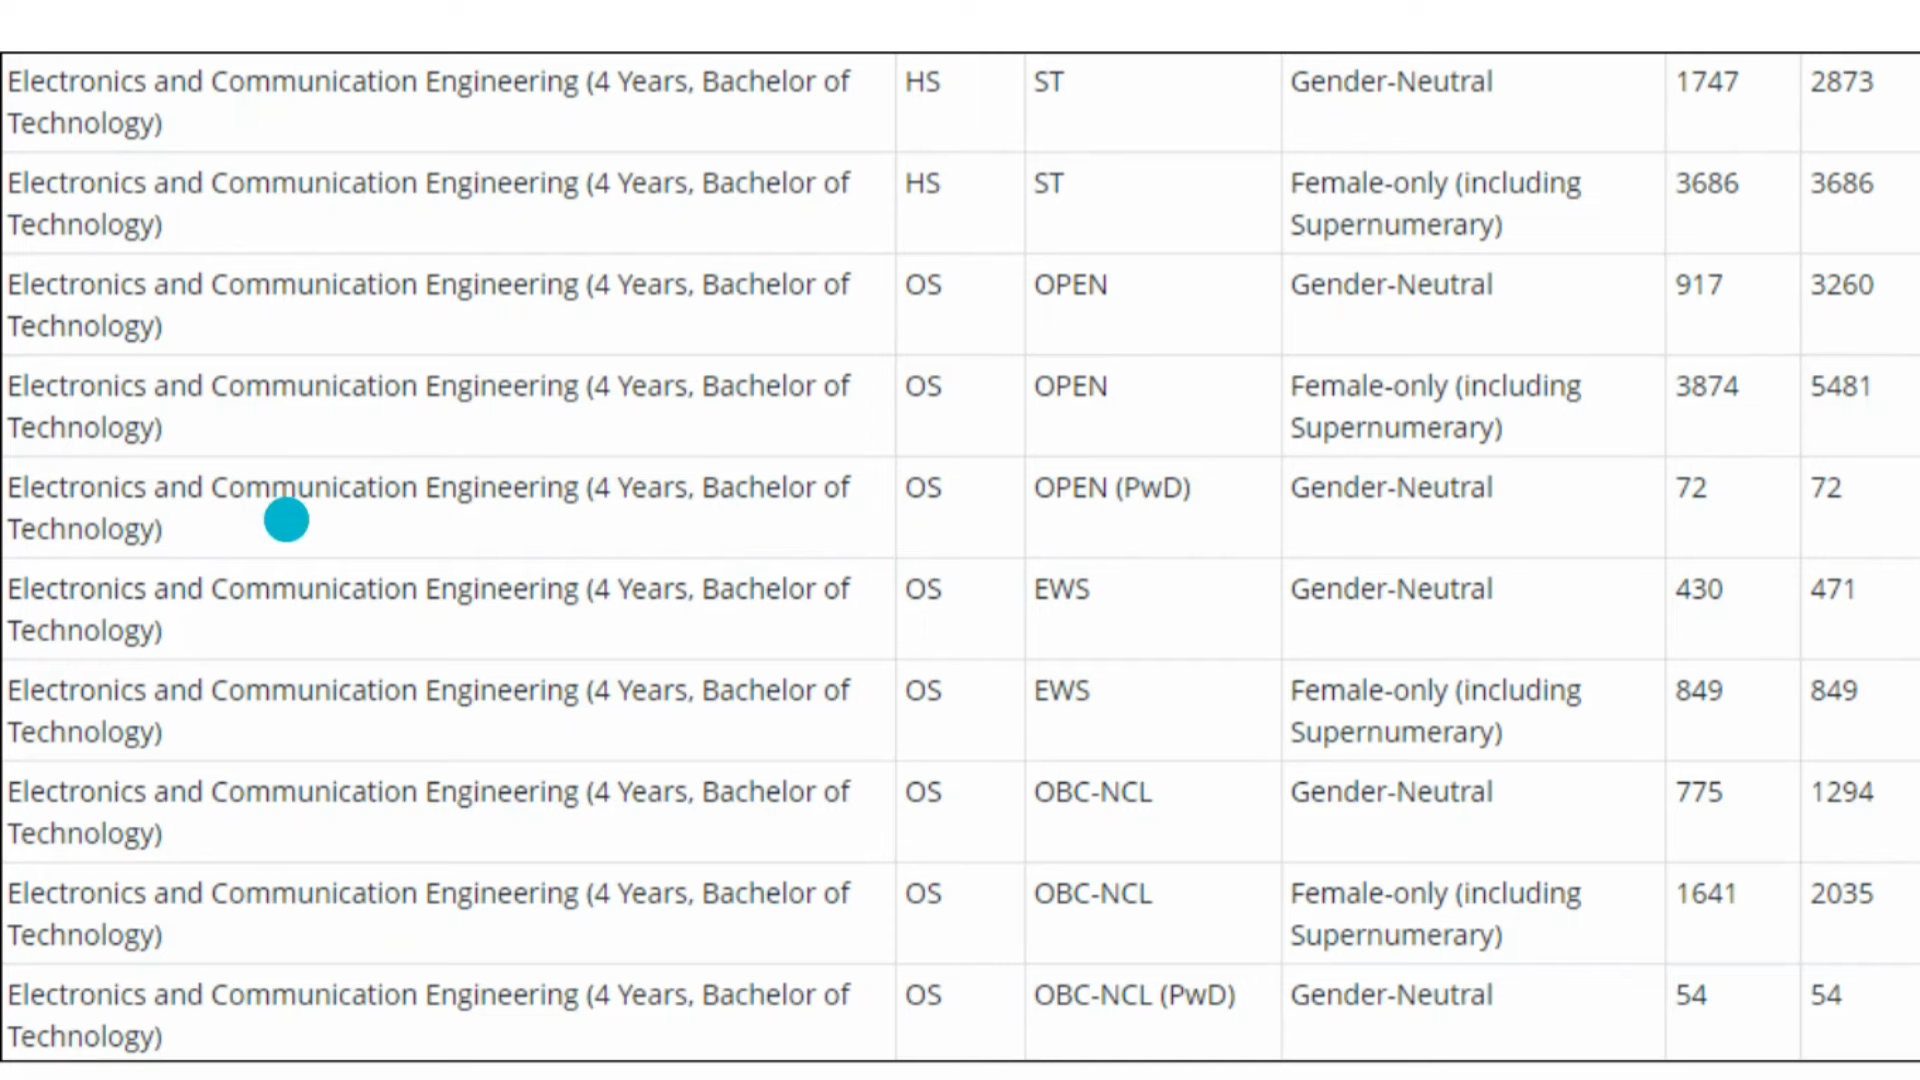 Electronics and Communication Engineering (4 Years, Bachelor of HS ST Gender-Neutral 1747 2873
Technology)
Electronics and Communication Engineering (4 Years, Bachelor of HS ST Female-only (including 3686 3686
Technology) Supernumerary)
Electronics and Communication Engineering (4 Years, Bachelor of OS OPEN Gender-Neutral 917 3260
Technology)
Electronics and Communication Engineering (4 Years, Bachelor of OS OPEN Female-only (including 3874 5481
Technology) Supernumerary)
Electronics and Communication Engineering (4 Years, Bachelor of OS OPEN (PwD) Gender-Neutral 72 72
Technology)
Electronics and Communication Engineering (4 Years, Bachelor of OS EWS Gender-Neutral 430 471
Technology)
Electronics and Communication Engineering (4 Years, Bachelor of OS EWS Female-only (including 849 849
Technology) Supernumerary)
Electronics and Communication Engineering (4 Years, Bachelor of OS OBC-NCL Gender-Neutral 775 1294
Technology)
Electronics and Communication Engineering (4 Years, Bachelor of OS OBC-NCL Female-only (including 1641 2035
Technology) Supernumerary)
Electronics and Communication Engineering (4 Years, Bachelor of OS OBC-NCL (PwD) Gender-Neutral 54 54
Technology)